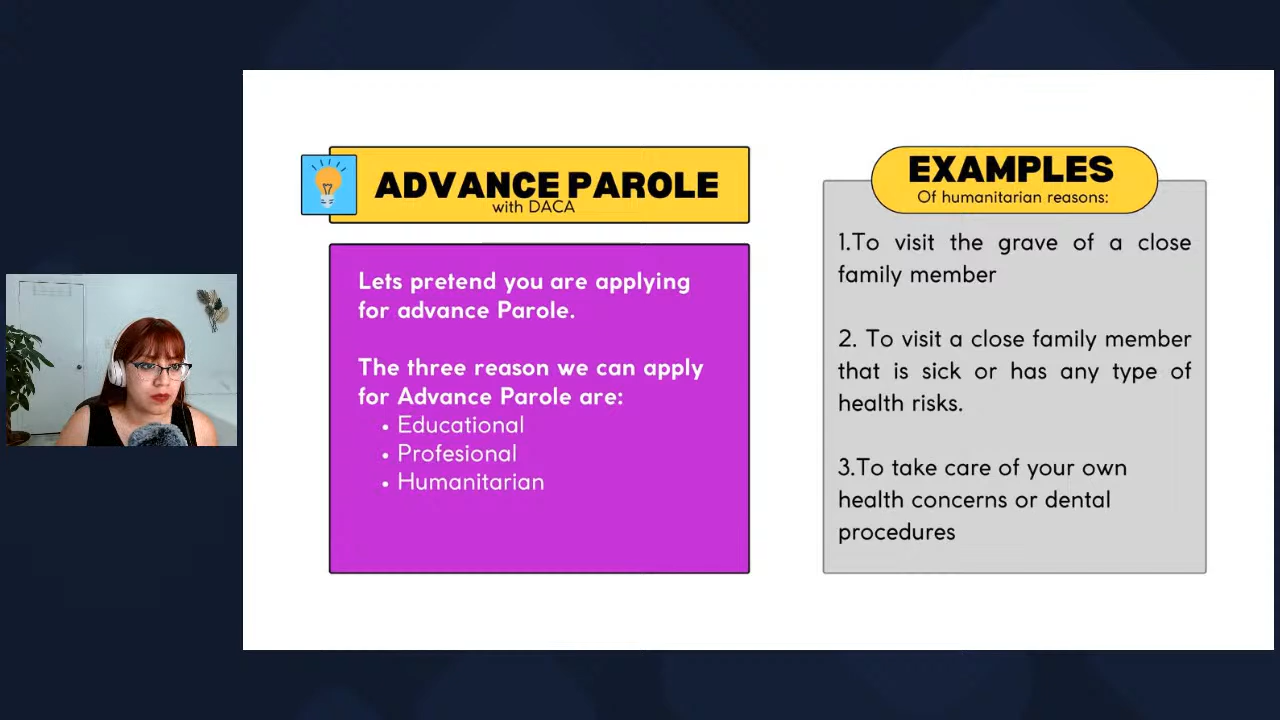 ADVANCE PAROLE
with DACA
Lets pretend you are applying
for advance Parole.
The three reason we can apply
for Advance Parole are:
• Educational
• Profesional
• Humanitarian
EXAMPLES
Of humanitarian reasons:
1.To visit the grave of a close
family member
2. To visit a close family member
that is sick or has any type of
health risks.
3.To take care of your own
health concerns or dental
procedures